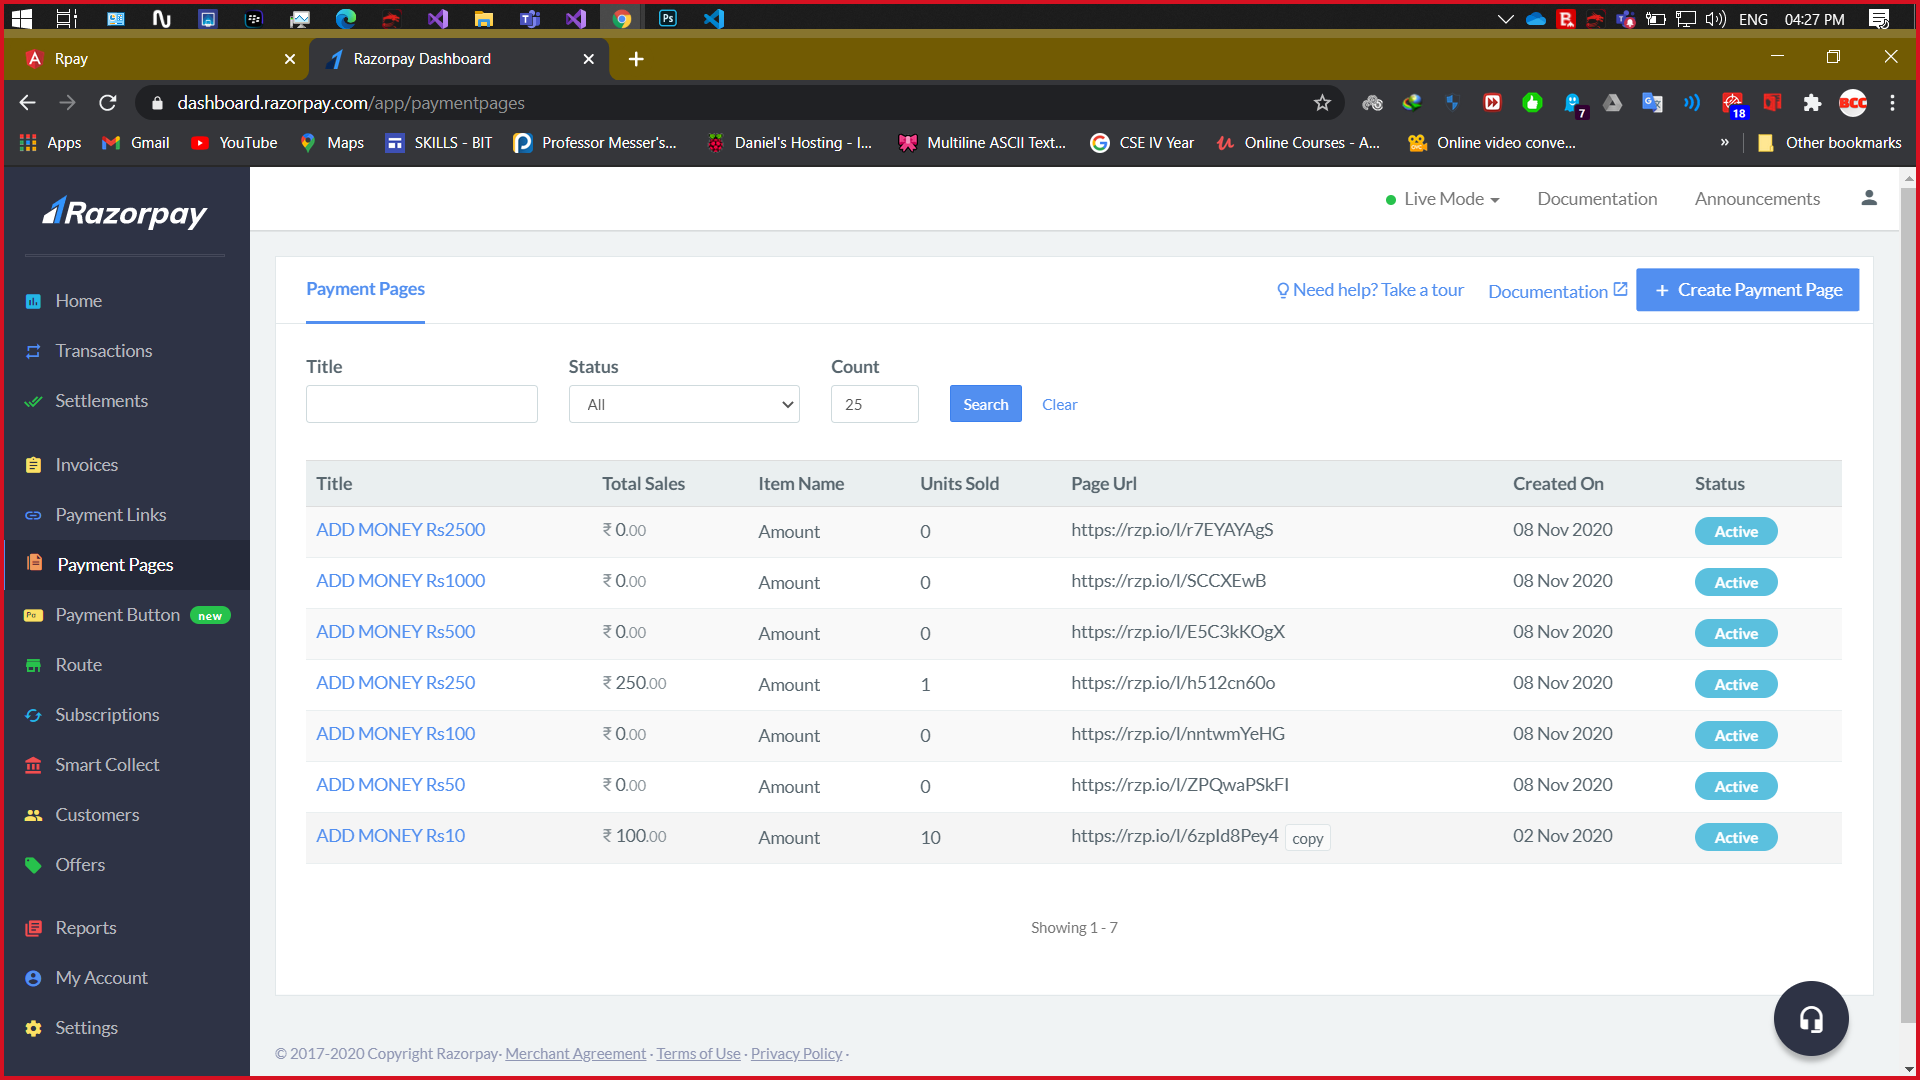 ENG 04:27 PM
Rpay
Razorpay Dashboard
dashboard.razorpay.com/app/paymentpages
7
18
BCC
Apps
Gmail
YouTube
Maps
SKILLS - BIT
Professor Messer's...
Daniel's Hosting - I...
Multiline ASCII Text...
CSE IV Year
Online Courses - A...
Online video conve...
»
Other bookmarks
Razorpay
Live Mode
Documentation
Announcements
Home
Transactions
Settlements
Invoices
Payment Links
Payment Pages
Payment Button new
Route
Subscriptions
Smart Collect
Customers
Offers
Reports
My Account
Settings
Payment Pages
Need help? Take a tour
Documentation
+ Create Payment Page
Title
Status
Count
All
25
Search
Clear
Title Total Sales Item Name Units Sold Page Url Created On Status
ADD MONEY Rs2500 ₹ 0.00 Amount 0 https://rzp.io/l/r7EYAYAgS 08 Nov 2020 Active
ADD MONEY Rs1000 ₹ 0.00 Amount 0 https://rzp.io/l/SCCXEwB 08 Nov 2020 Active
ADD MONEY Rs500 ₹ 0.00 Amount 0 https://rzp.io/l/E5C3kKOgX 08 Nov 2020 Active
ADD MONEY Rs250 ₹ 250.00 Amount 1 https://rzp.io/l/h512cn60o 08 Nov 2020 Active
ADD MONEY Rs100 ₹ 0.00 Amount 0 https://rzp.io/l/nntwmYeHG 08 Nov 2020 Active
ADD MONEY Rs50 ₹ 0.00 Amount 0 https://rzp.io/l/ZPQwaPSkFI 08 Nov 2020 Active
ADD MONEY Rs10 ₹ 100.00 Amount 10 https://rzp.io/l/6zpId8Pey4 copy 02 Nov 2020 Active
Showing 1 - 7
© 2017-2020 Copyright Razorpay· Merchant Agreement · Terms of Use · Privacy Policy ·